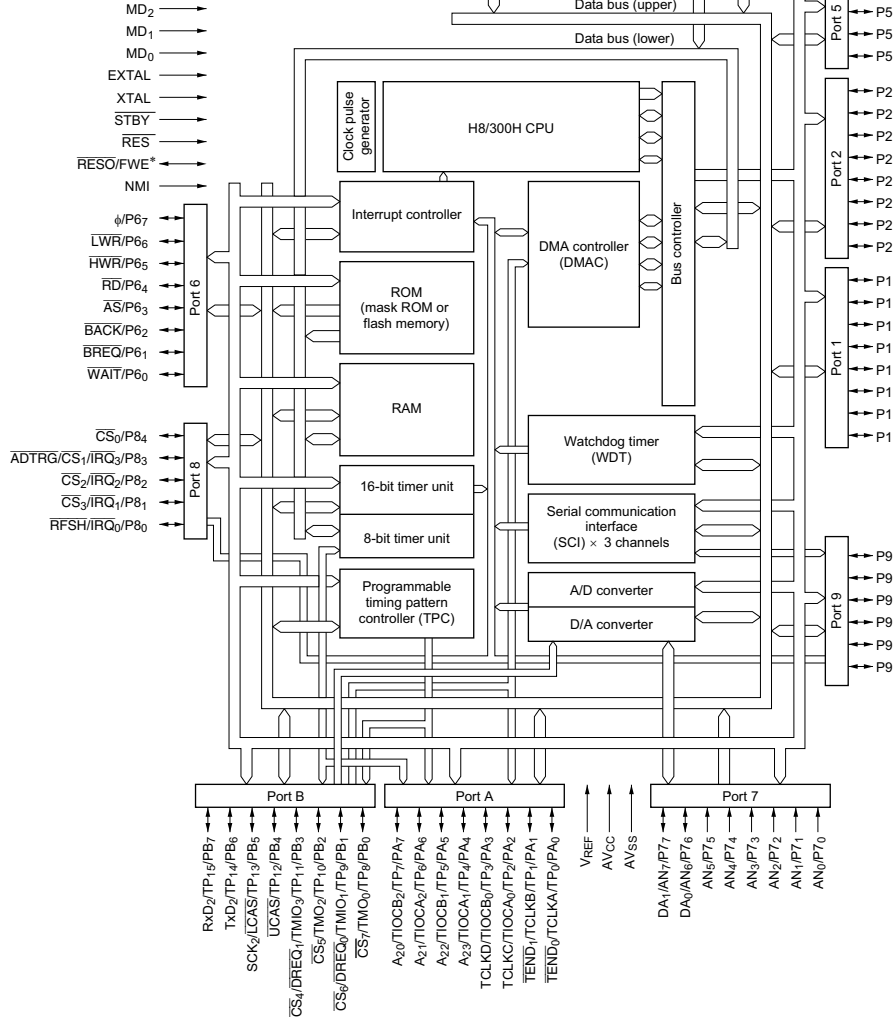 MD2
MD1
MD0
EXTAL
XTAL
STBY
RES
RESO/FWE*
NMI
Data bus (upper)
Data bus (lower)
Clock pulse
generator
H8/300H CPU
Interrupt controller
DMA controller
(DMAC)
Bus controller
ROM
(mask ROM or
flash memory)
RAM
Watchdog timer
(WDT)
16-bit timer unit
8-bit timer unit
Serial communication
interface
(SCI) × 3 channels
Programmable
timing pattern
controller (TPC)
A/D converter
D/A converter
Port 6
φ/P67
LWR/P66
HWR/P65
RD/P64
AS/P63
BACK/P62
BREQ/P61
WAIT/P60
Port 8
CS0/P84
ADTRG/CS1/IRQ3/P83
CS2/IRQ2/P82
CS3/IRQ1/P81
RFSH/IRQ0/P80
Port 5
P5
P5
P5
Port 2
P2
P2
P2
P2
P2
P2
P2
P2
Port 1
P1
P1
P1
P1
P1
P1
P1
P1
Port 9
P9
P9
P9
P9
P9
P9
Port B
RxD2/TP15/PB7
TxD2/TP14/PB6
SCK2/LCAS/TP13/PB5
UCAS/TP12/PB4
CS4/DREQ1/TMIO3/TP11/PB3
CS5/TMO2/TP10/PB2
CS6/DREQ0/TMIO1/TP9/PB1
CS7/TMO0/TP8/PB0
Port A
A20/TIOCB2/TP7/PA7
A21/TIOCA2/TP6/PA6
A22/TIOCB1/TP5/PA5
A23/TIOCA1/TP4/PA4
TCLKD/TIOCB0/TP3/PA3
TCLKC/TIOCA0/TP2/PA2
TEND1/TCLKB/TP1/PA1
TEND0/TCLKA/TP0/PA0
VREF
AVCC
AVSS
Port 7
DA1/AN7/P77
DA0/AN6/P76
AN5/P75
AN4/P74
AN3/P73
AN2/P72
AN1/P71
AN0/P70